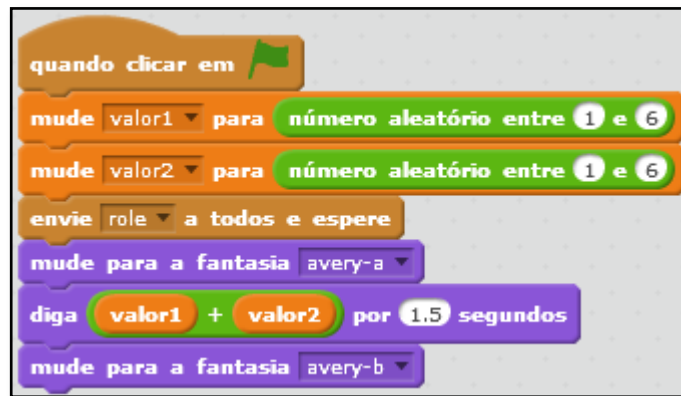 quando clicar em
mude valor1 para número aleatório entre 1 e 6
mude valor2 para número aleatório entre 1 e 6
envie role a todos e espere
mude para a fantasia avery-a
diga valor1 + valor2 por 1.5 segundos
mude para a fantasia avery-b